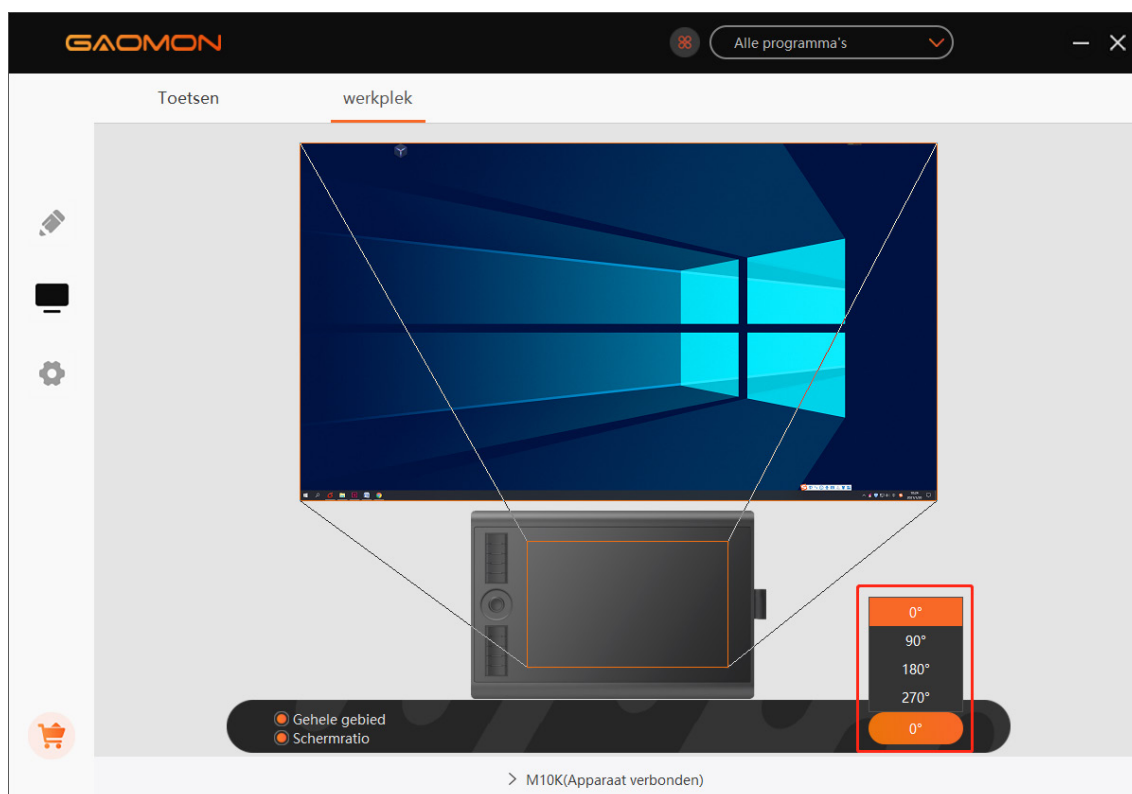 GAOMON
Alle programma's
Toetsen
werkplek
0°
90°
180°
270°
Gehele gebied
Schermratio
0°
M10K(Apparaat verbonden)